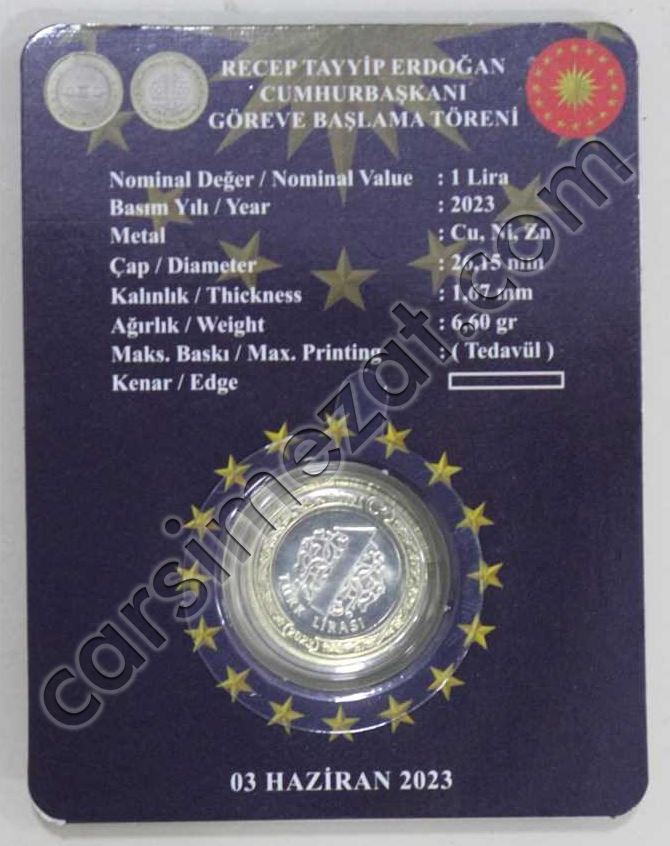 RECEP TAYYİP ERDOĞAN
CUMHURBAŞKANI
GÖREVE BAŞLAMA TÖRENİ
Nominal Değer / Nominal Value : 1 Lira
Basım Yılı / Year : 2023
Metal : Cu, Ni, Zn
Çap / Diameter : 26,15 mm
Kalınlık / Thickness : 1,67 mm
Ağırlık / Weight : 6,60 gr
Maks. Baskı / Max. Printing : ( Tedavül )
Kenar / Edge
1
TÜRK LİRASI
2023
03 HAZİRAN 2023
carsimezat.com